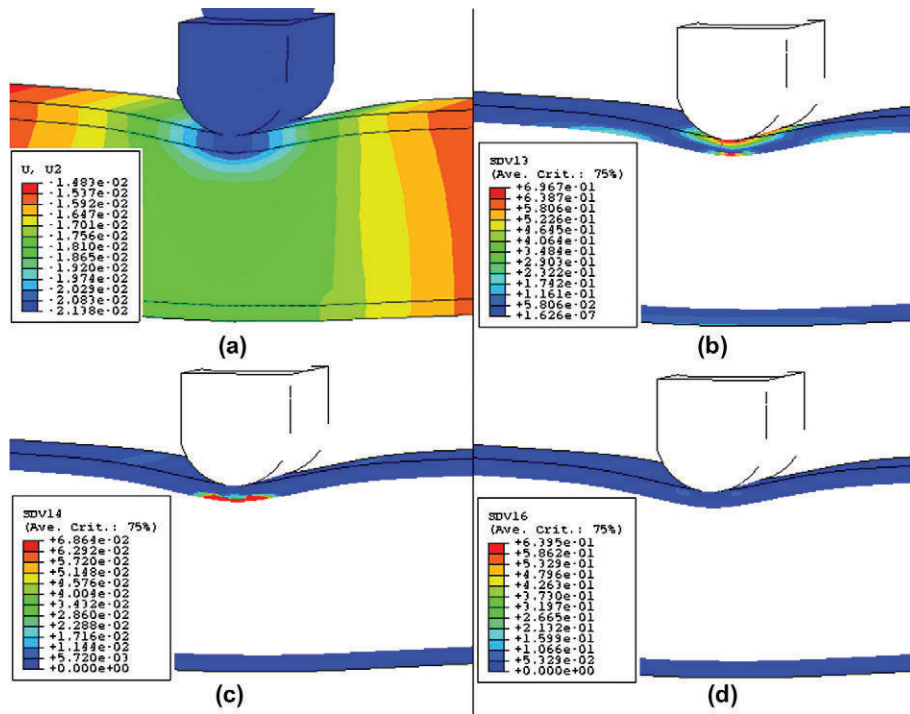 U, U2
-1.483e-02
-1.537e-02
-1.592e-02
-1.647e-02
-1.701e-02
-1.756e-02
-1.810e-02
-1.865e-02
-1.920e-02
-1.974e-02
-2.029e-02
-2.083e-02
-2.138e-02
(a)
SDV13
(Ave. Crit.: 75%)
+6.967e-01
+6.387e-01
+5.806e-01
+5.226e-01
+4.645e-01
+4.064e-01
+3.484e-01
+2.903e-01
+2.322e-01
+1.742e-01
+1.161e-01
+5.806e-02
+1.626e-07
(b)
SDV14
(Ave. Crit.: 75%)
+6.864e-02
+6.292e-02
+5.720e-02
+5.148e-02
+4.576e-02
+4.004e-02
+3.432e-02
+2.860e-02
+2.288e-02
+1.716e-02
+1.144e-02
+5.720e-03
+0.000e+00
(c)
SDV16
(Ave. Crit.: 75%)
+6.395e-01
+5.862e-01
+5.329e-01
+4.796e-01
+4.263e-01
+3.730e-01
+3.197e-01
+2.665e-01
+2.132e-01
+1.599e-01
+1.066e-01
+5.329e-02
+0.000e+00
(d)